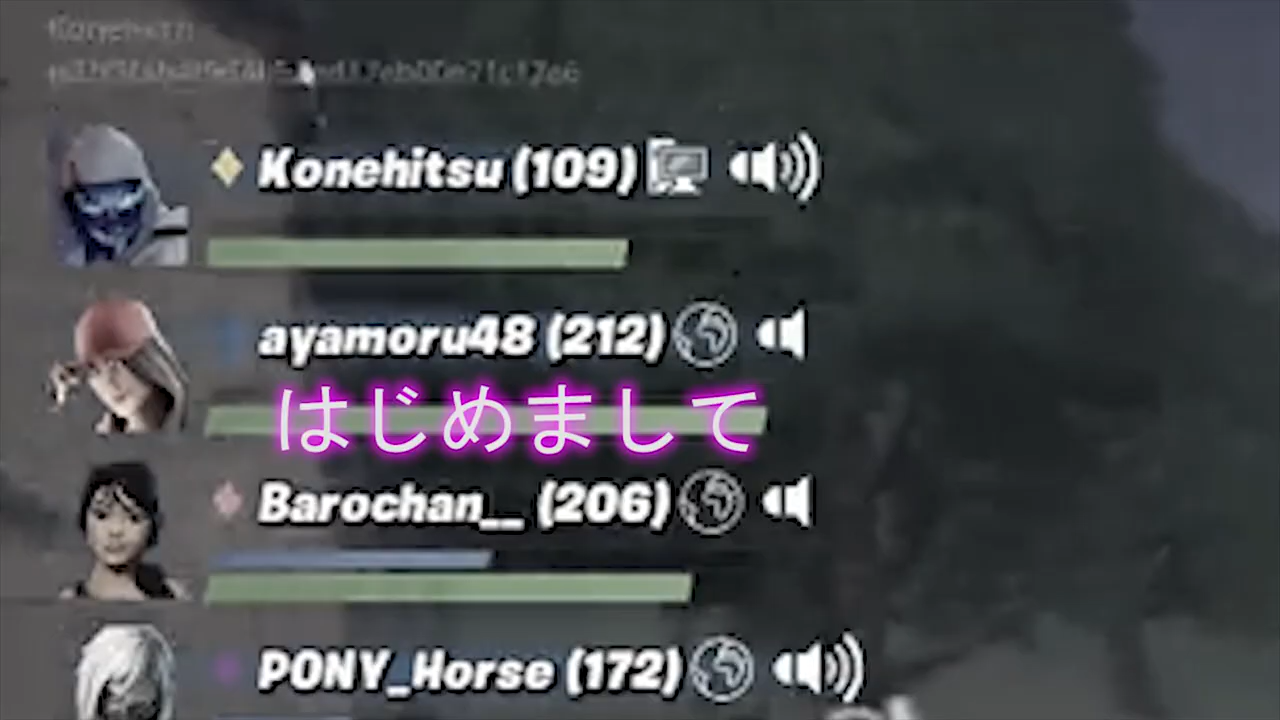 Konehitsu (109)
ayamoru48 (212)
はじめまして
Barochan__ (206)
PONY_Horse (172)